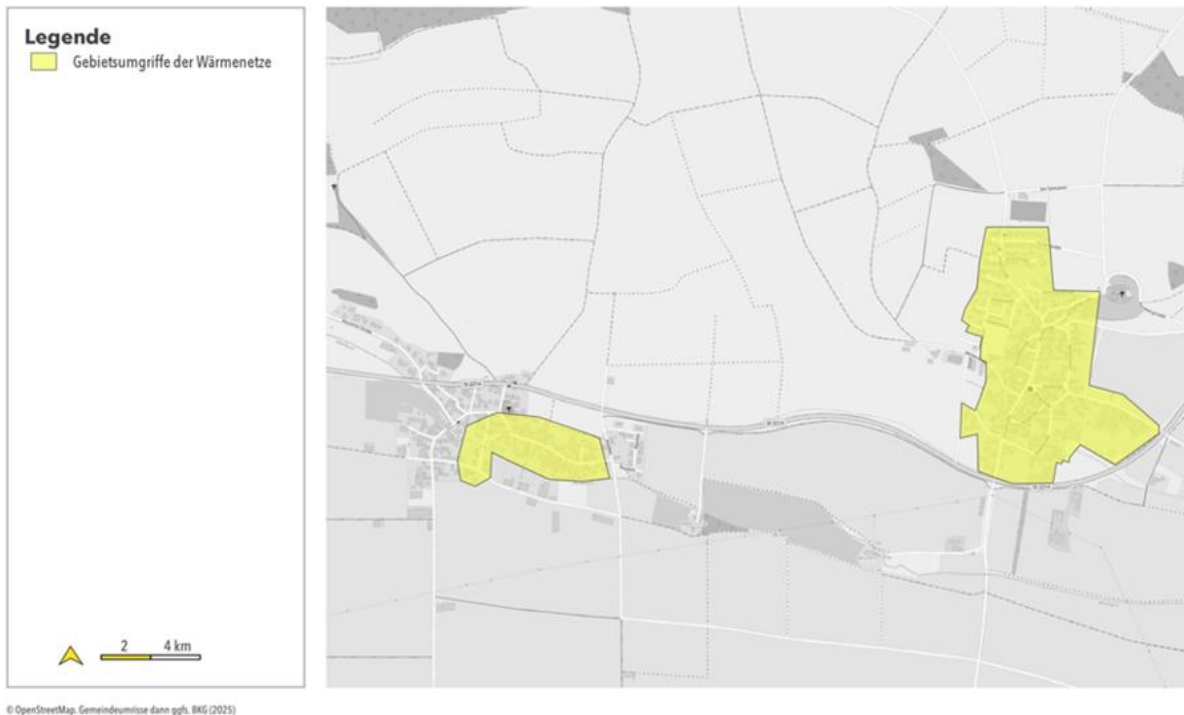 Legende
Gebietsumgriffe der Wärmenetze
2 4 km
© OpenStreetMap, Gemeindeumrisse dann ggfs. BKG (2025)